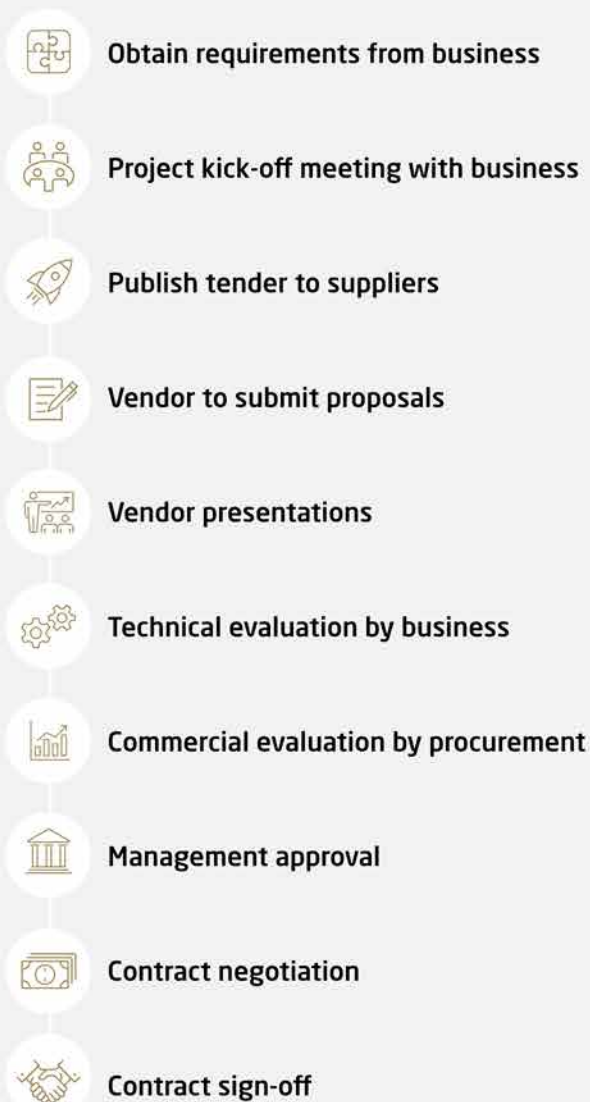 Obtain requirements from business
Project kick-off meeting with business
Publish tender to suppliers
Vendor to submit proposals
Vendor presentations
Technical evaluation by business
Commercial evaluation by procurement
Management approval
Contract negotiation
Contract sign-off